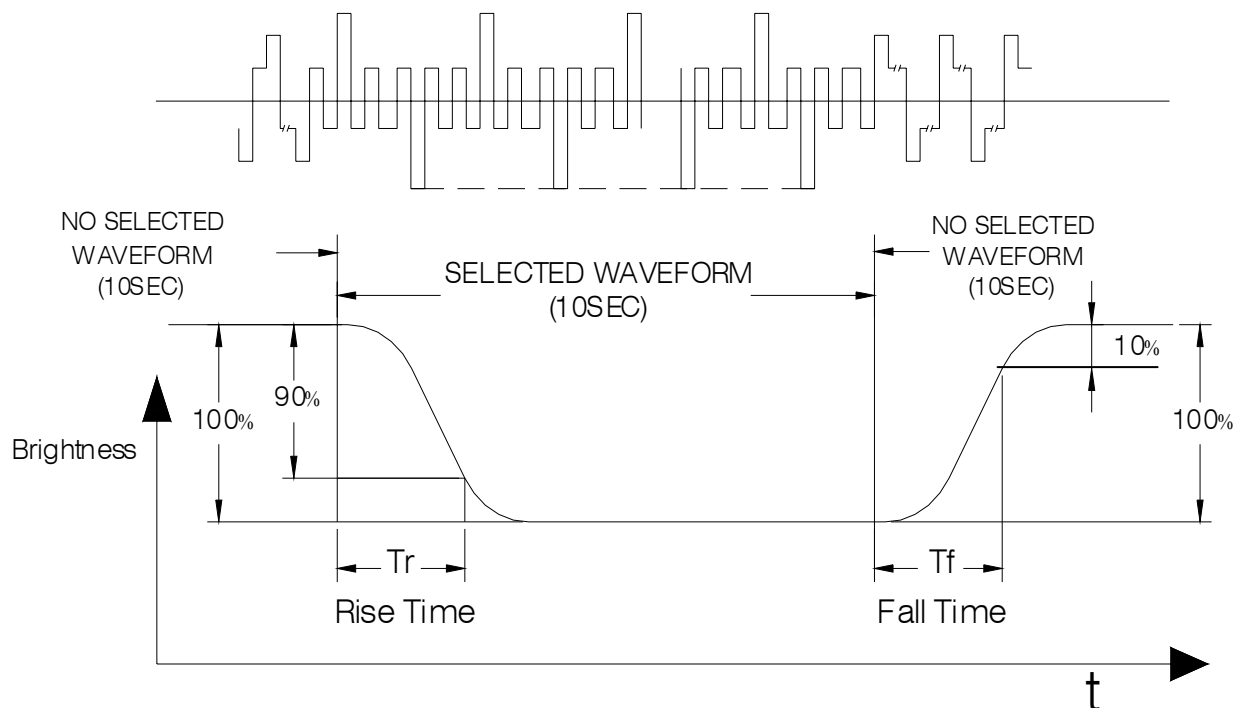 NO SELECTED
WAVEFORM
(10SEC)
SELECTED WAVEFORM
(10SEC)
NO SELECTED
WAVEFORM
(10SEC)
100%
90%
10%
100%
Brightness
Tr
Rise Time
Tf
Fall Time
t